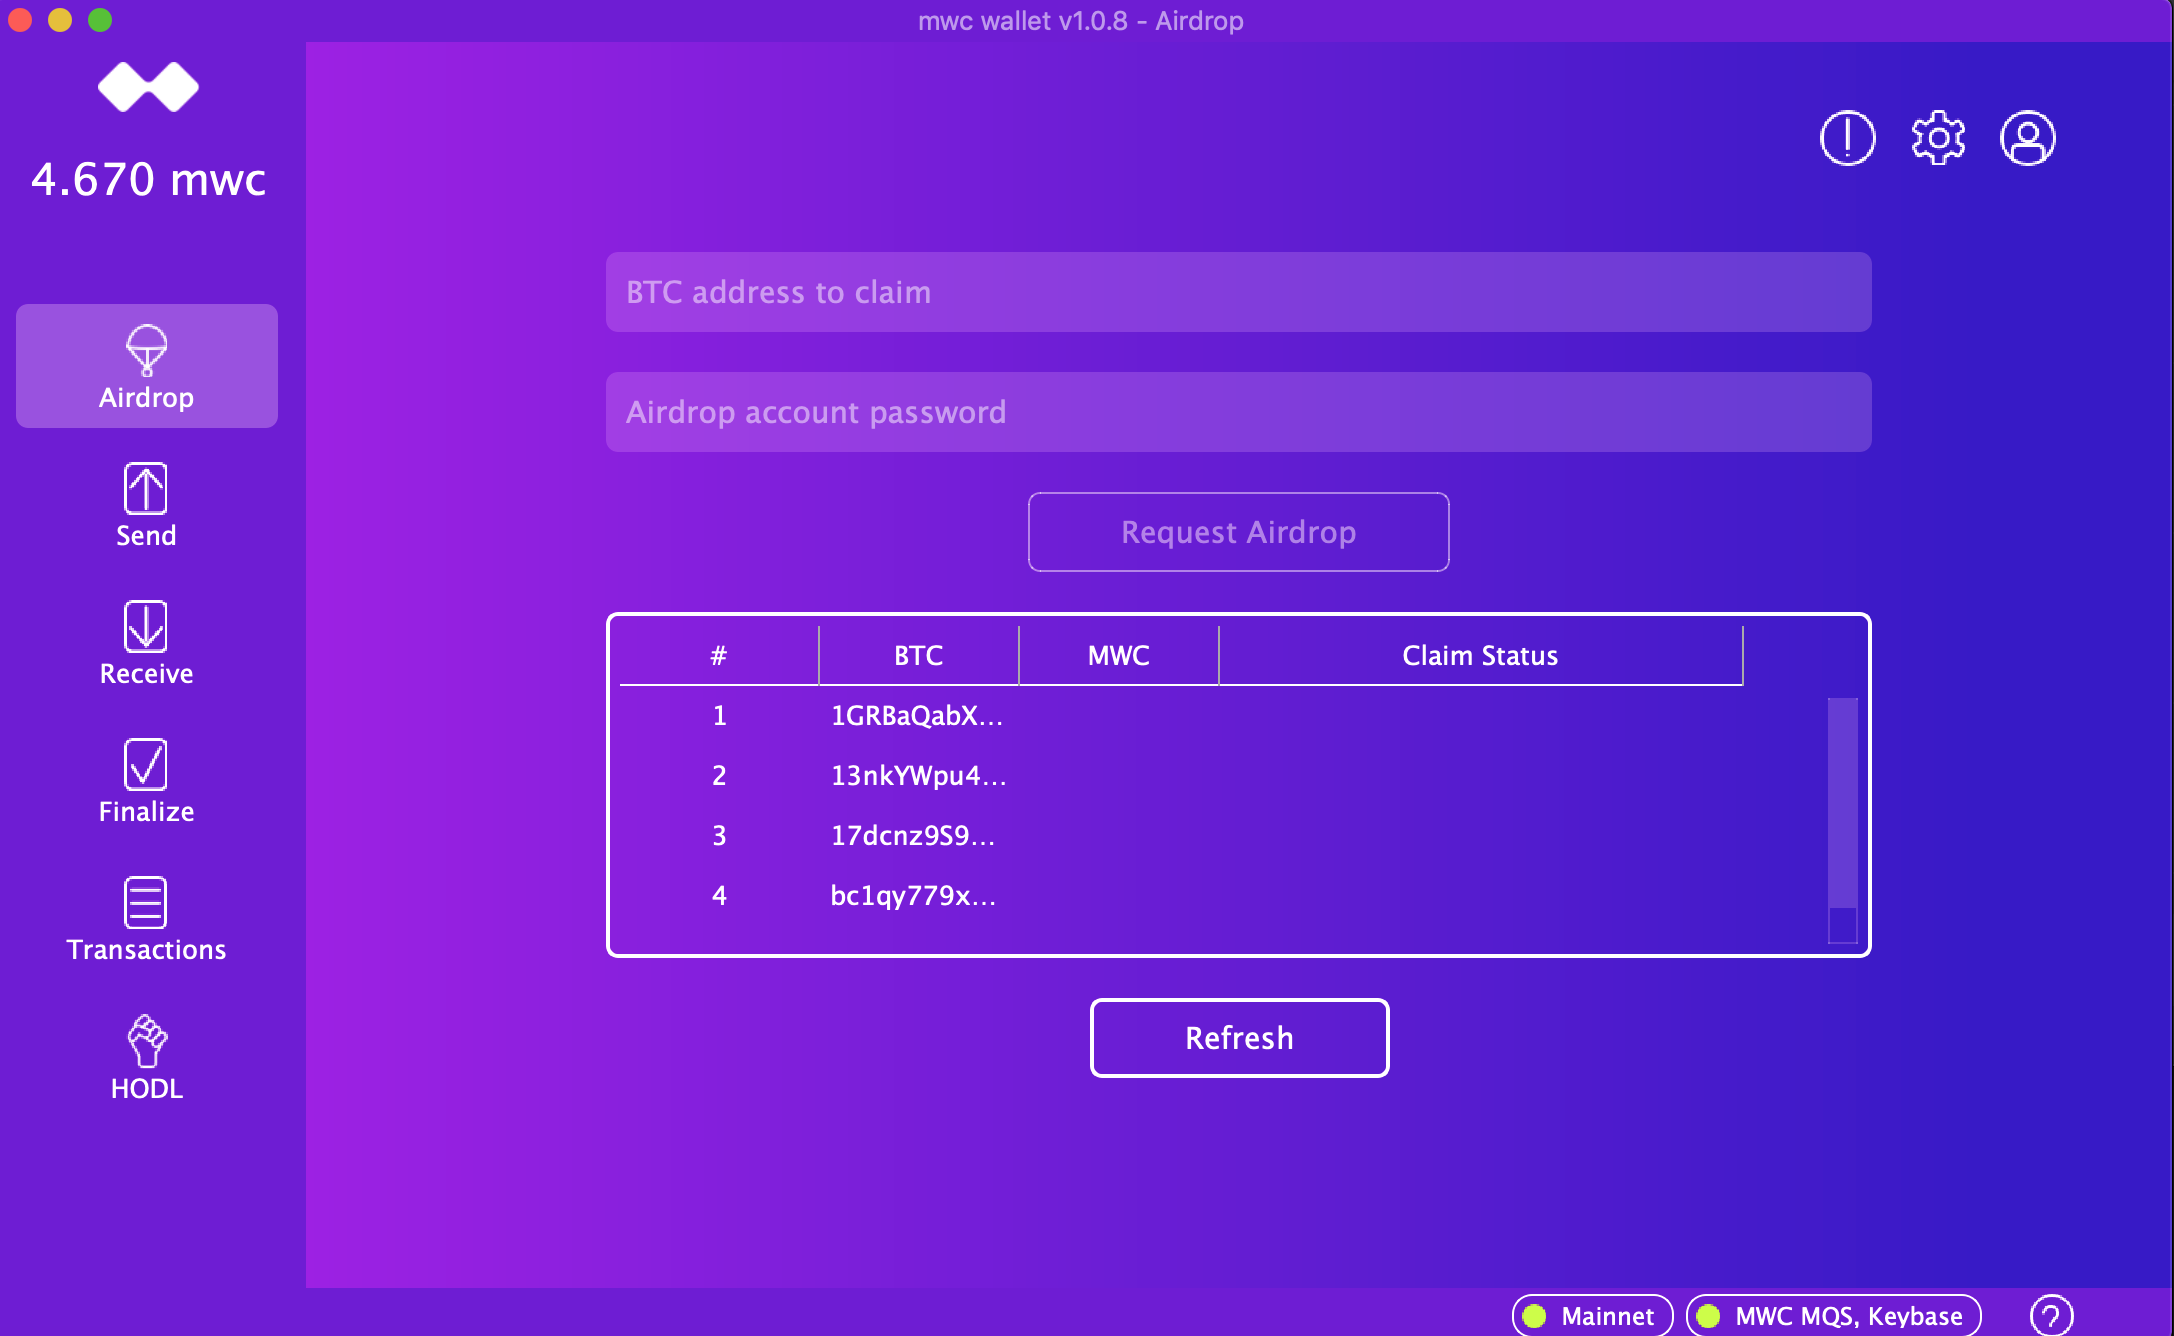 mwc wallet v1.0.8 - Airdrop
4.670 mwc
Airdrop
Send
Receive
Finalize
Transactions
HODL
BTC address to claim
Airdrop account password
Request Airdrop
# BTC MWC Claim Status
1 1GRBaQabX...
2 13nkYWpu4...
3 17dcnz9S9...
4 bc1qy779x...
Refresh
Mainnet MWC MQS, Keybase ?